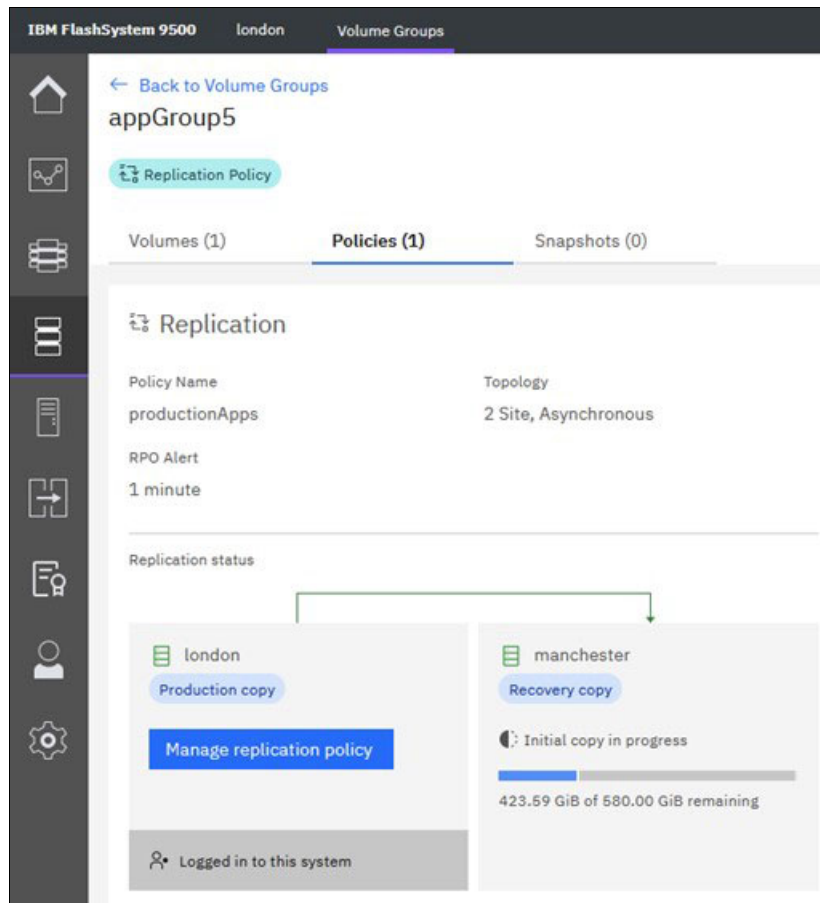 IBM FlashSystem 9500 london Volume Groups
← Back to Volume Groups
appGroup5
Replication Policy
Volumes (1) Policies (1) Snapshots (0)
Replication
Policy Name Topology
productionApps 2 Site, Asynchronous
RPO Alert
1 minute
Replication status
london manchester
Production copy Recovery copy
Manage replication policy Initial copy in progress
423.59 GiB of 580.00 GiB remaining
Logged in to this system